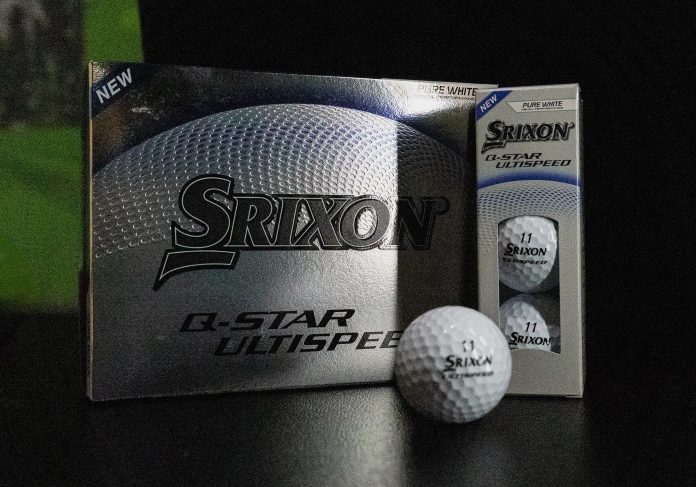 NEW
PURE WHITE
SRIXON
Q-STAR
ULTISPEE
NEW
PURE WHITE
SRIXON
Q-STAR
ULTISPEED
11
SRIXON
ULTISPEED
11
SRIXON
11
SRIXON
ULTISPEED